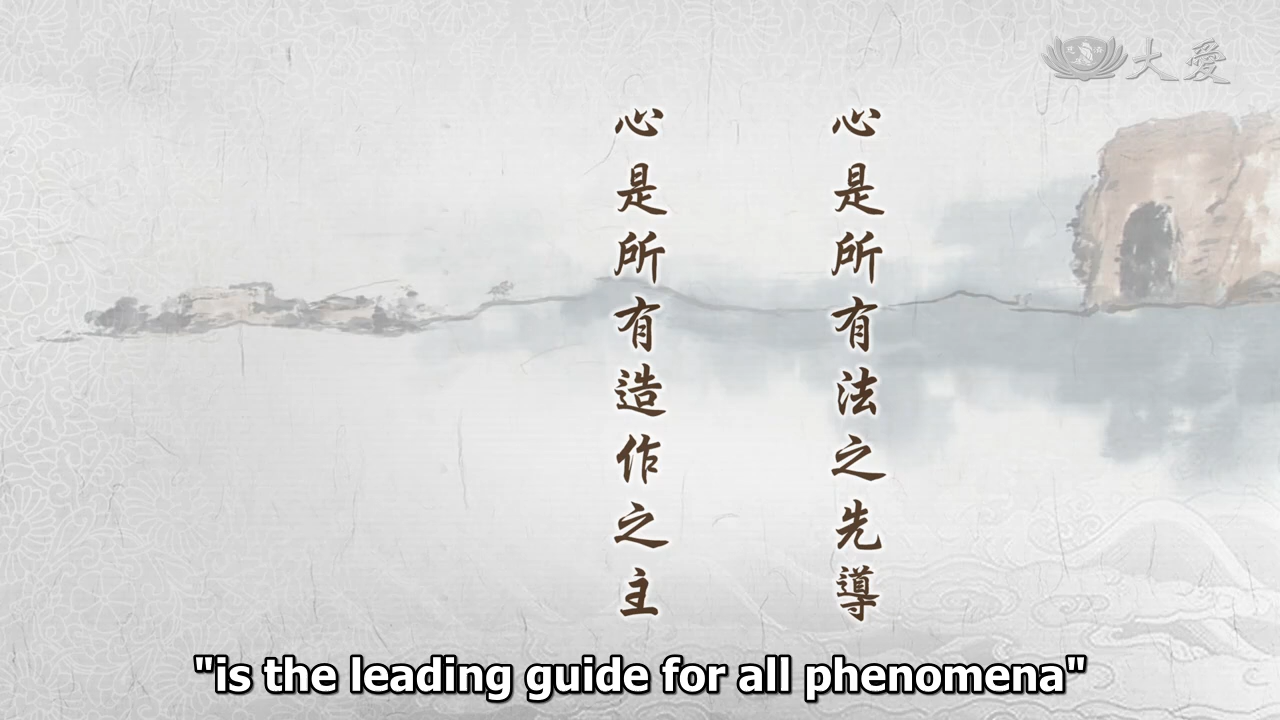 大愛
心是所有法之先導
心是所有造作之主
"is the leading guide for all phenomena"